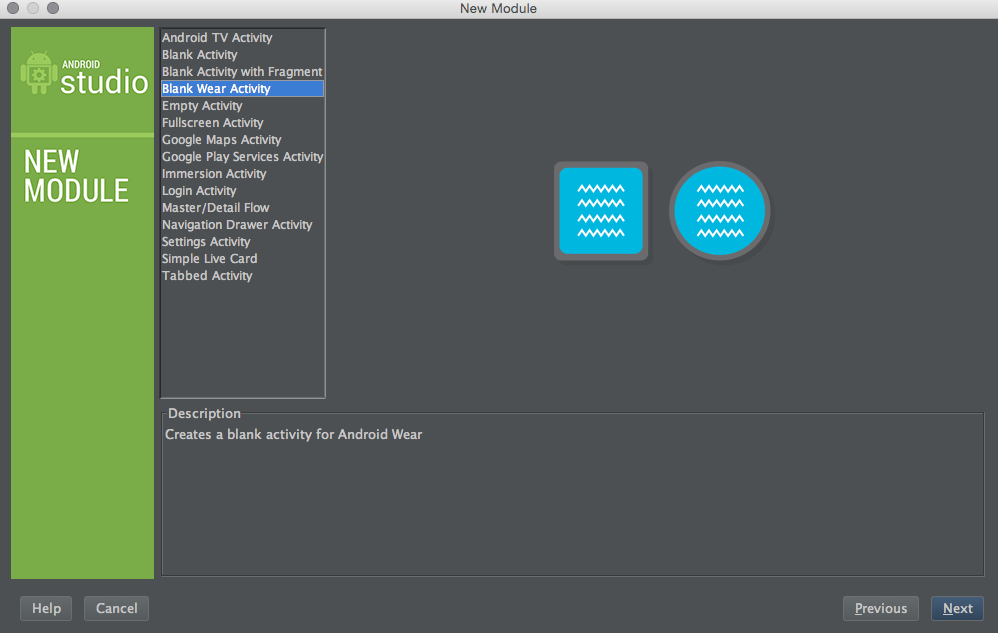 New Module
ANDROID
studio
NEW
MODULE
Android TV Activity
Blank Activity
Blank Activity with Fragment
Blank Wear Activity
Empty Activity
Fullscreen Activity
Google Maps Activity
Google Play Services Activity
Immersion Activity
Login Activity
Master/Detail Flow
Navigation Drawer Activity
Settings Activity
Simple Live Card
Tabbed Activity
Description
Creates a blank activity for Android Wear
Help
Cancel
Previous
Next